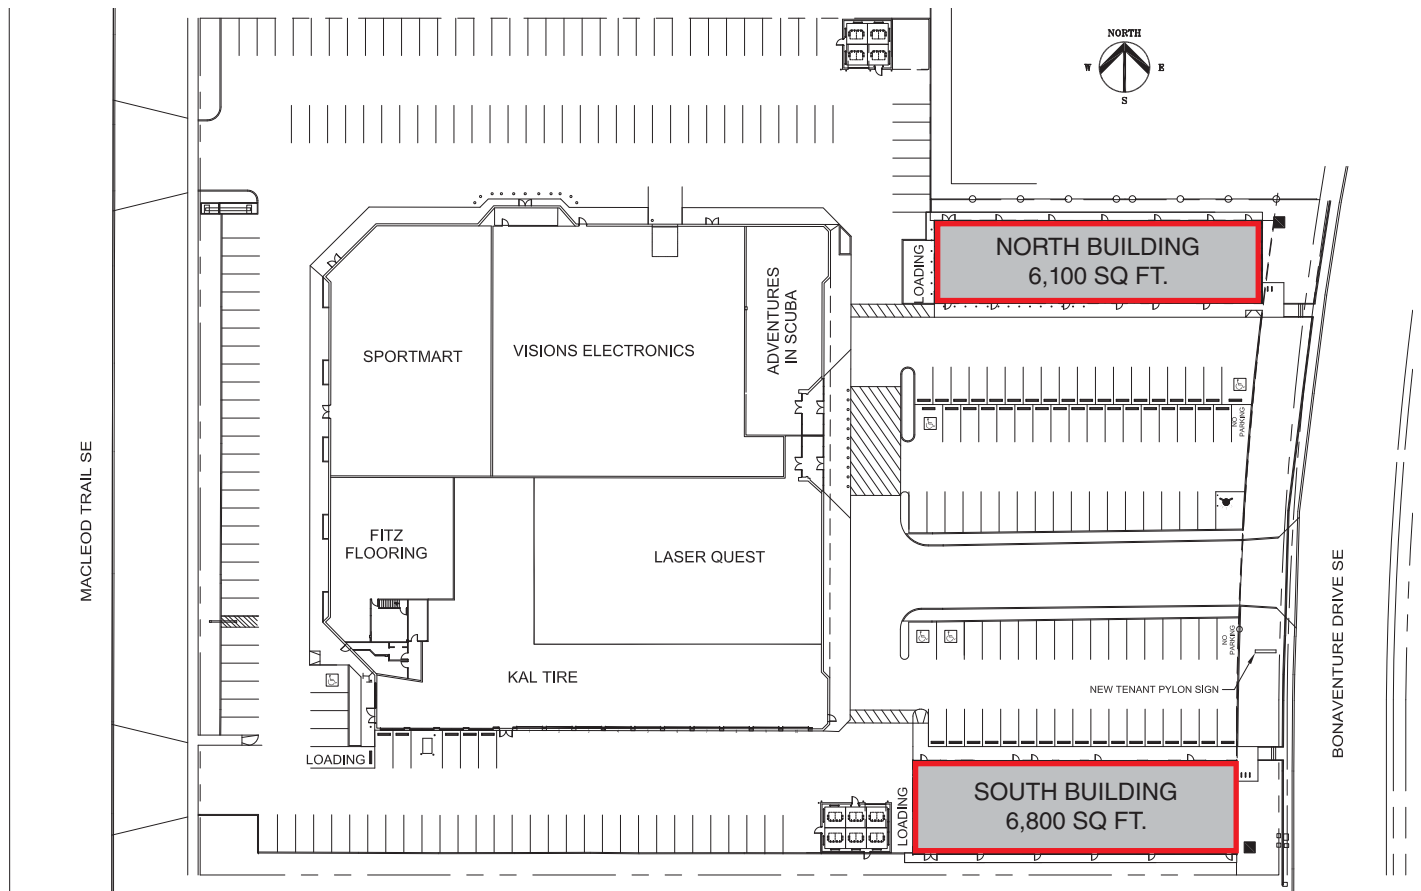 NORTH
W
E
S
NORTH BUILDING
6,100 SQ FT.
LOADING
ADVENTURES
IN SCUBA
SPORTMART
VISIONS ELECTRONICS
NO
PARKING
MACLEOD TRAIL SE
FITZ
FLOORING
LASER QUEST
BONAVENTURE DRIVE SE
NO
PARKING
KAL TIRE
NEW TENANT PYLON SIGN
LOADING
LOADING
SOUTH BUILDING
6,800 SQ FT.